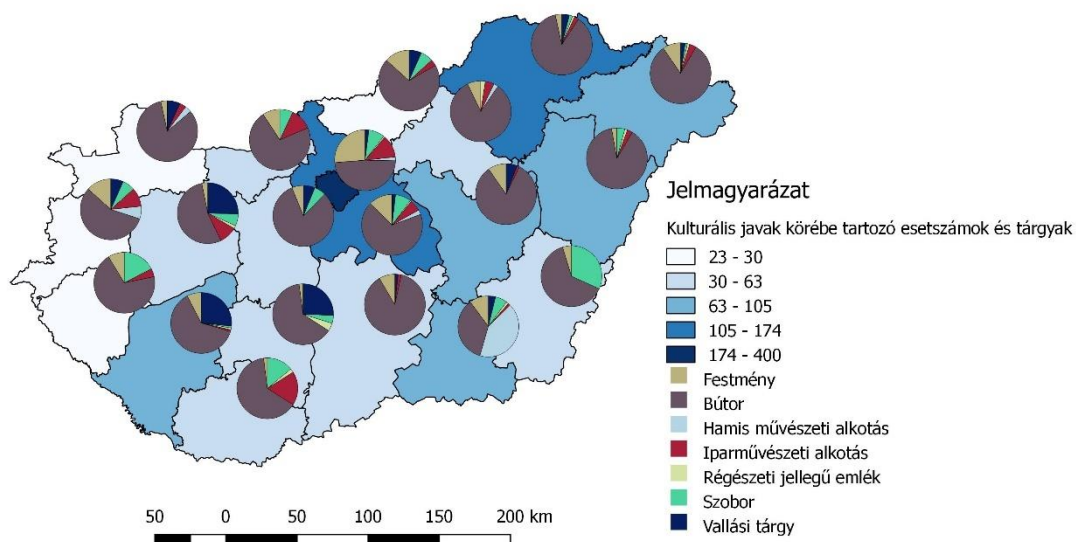 Jelmagyarázat
Kulturális javak körébe tartozó esetszámok és tárgyak
23 - 30
30 - 63
63 - 105
105 - 174
174 - 400
Festmény
Bútor
Hamis művészeti alkotás
Iparművészeti alkotás
Régészeti jellegű emlék
Szobor
Vallási tárgy
50 0 50 100 150 200 km